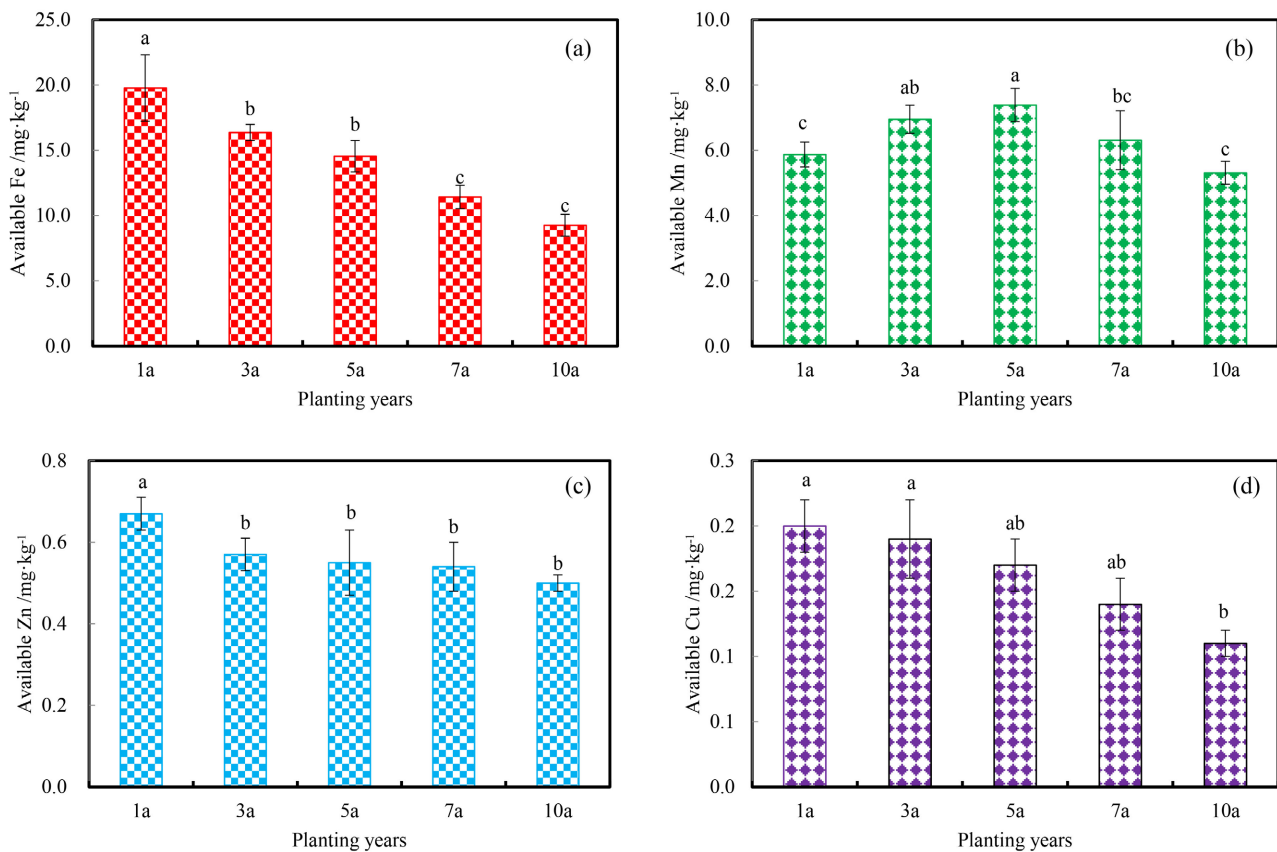 25.0
20.0
15.0
10.0
5.0
0.0
Available Fe /mg·kg-1
(a)
a
b
b
c
c
1a 3a 5a 7a 10a
Planting years
10.0
8.0
6.0
4.0
2.0
0.0
Available Mn /mg·kg-1
(b)
c
ab
a
bc
c
1a 3a 5a 7a 10a
Planting years
0.8
0.6
0.4
0.2
0.0
Available Zn /mg·kg-1
(c)
a
b
b
b
b
1a 3a 5a 7a 10a
Planting years
0.3
0.2
0.2
0.1
0.1
0.0
Available Cu /mg·kg-1
(d)
a
a
ab
ab
b
1a 3a 5a 7a 10a
Planting years